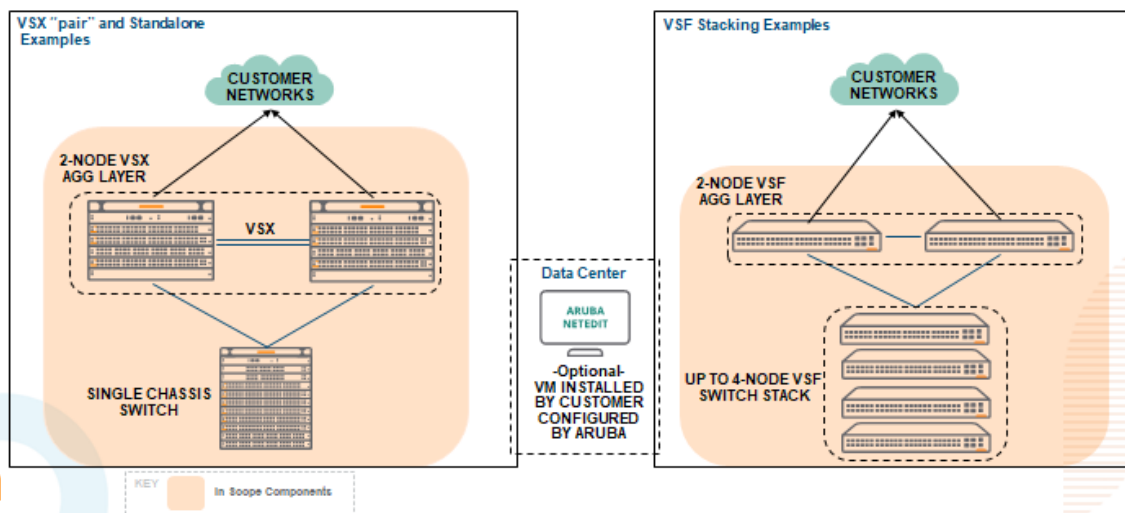 VSX "pair" and Standalone
Examples
CUSTOMER
NETWORKS
2-NODE VSX
AGG LAYER
VSX
SINGLE CHASSIS
SWITCH
Data Center
ARUBA
NETEDIT
-Optional-
VM INSTALLED
BY CUSTOMER
CONFIGURED
BY ARUBA
VSF Stacking Examples
CUSTOMER
NETWORKS
2-NODE VSF
AGG LAYER
UP TO 4-NODE VSF
SWITCH STACK
KEY
In Scope Components